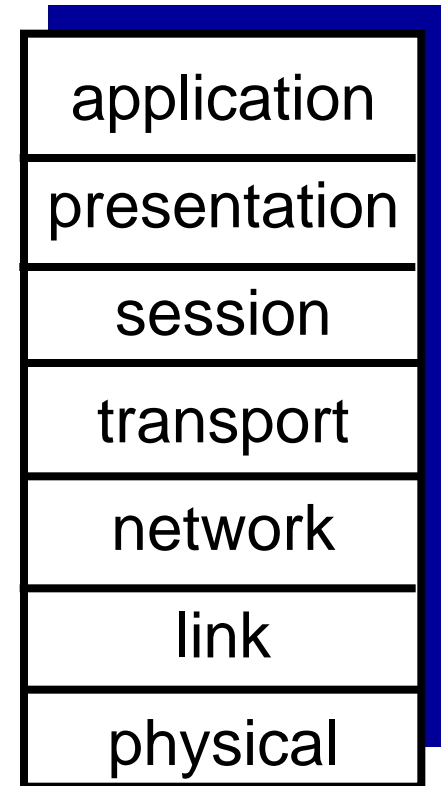 application
presentation
session
transport
network
link
physical